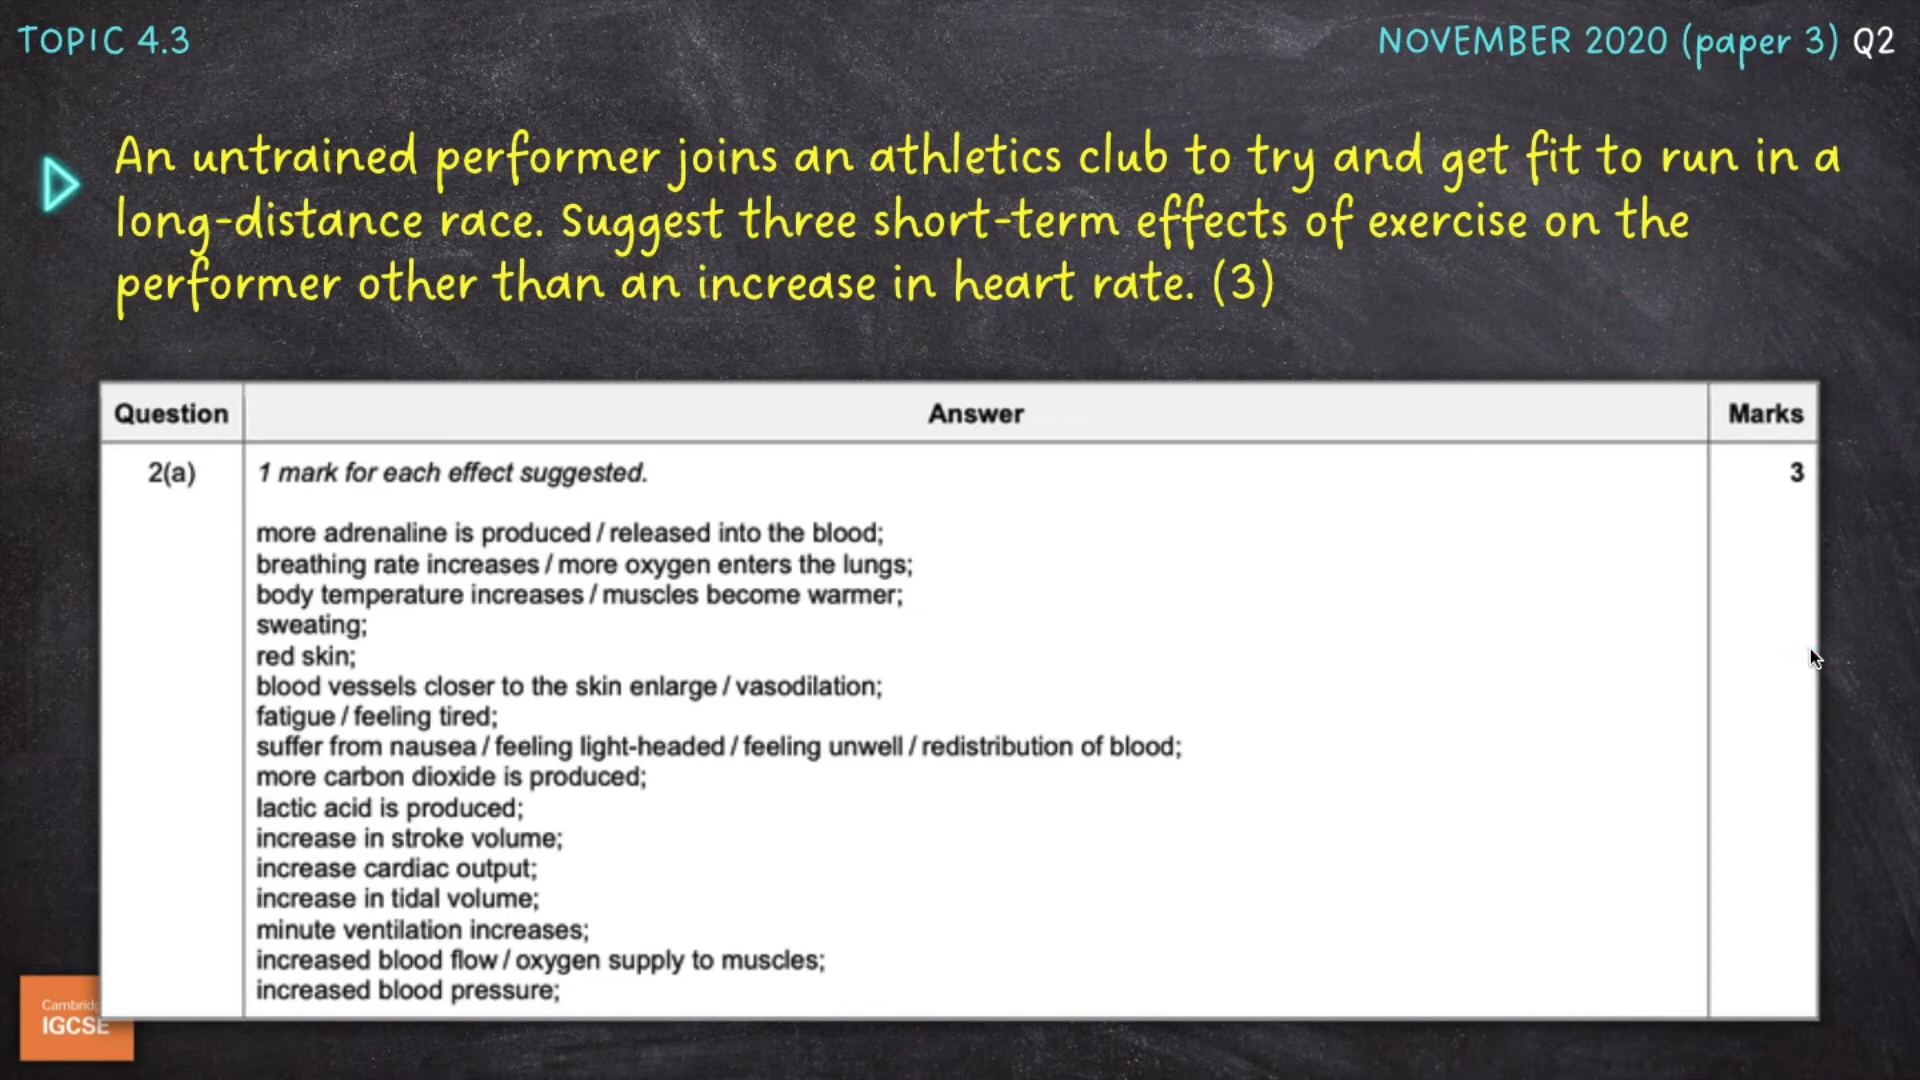 TOPIC 4.3
NOVEMBER 2020 (paper 3) Q2
An untrained performer joins an athletics club to try and get fit to run in a
long-distance race. Suggest three short-term effects of exercise on the
performer other than an increase in heart rate. (3)
Question Answer Marks
2(a) 1 mark for each effect suggested. 3
more adrenaline is produced / released into the blood;
breathing rate increases / more oxygen enters the lungs;
body temperature increases / muscles become warmer;
sweating;
red skin;
blood vessels closer to the skin enlarge / vasodilation;
fatigue / feeling tired;
suffer from nausea / feeling light-headed / feeling unwell / redistribution of blood;
more carbon dioxide is produced;
lactic acid is produced;
increase in stroke volume;
increase cardiac output;
increase in tidal volume;
minute ventilation increases;
increased blood flow / oxygen supply to muscles;
increased blood pressure;
IGCSE